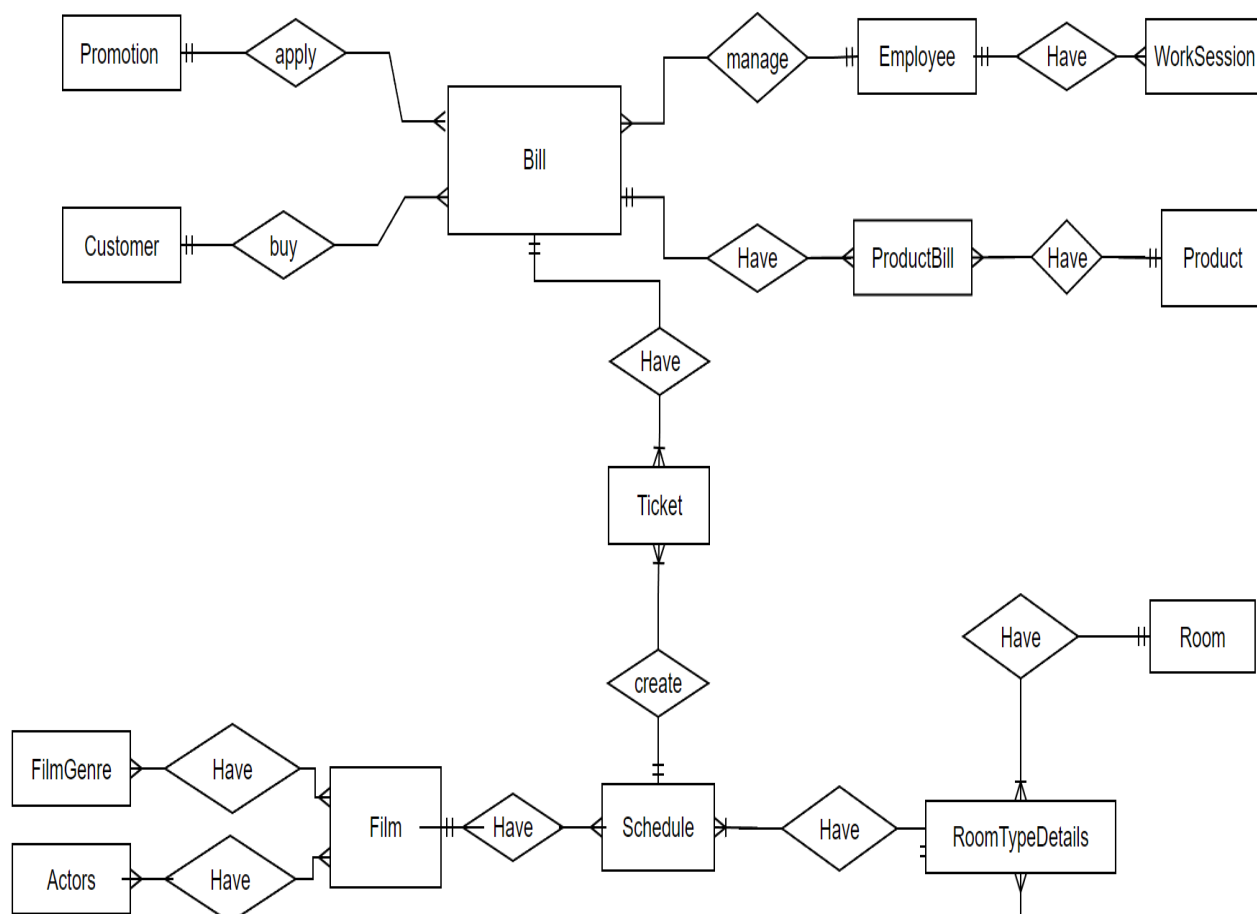 Promotion
apply
manage
Employee
Have
WorkSession
Bill
Customer
buy
Have
ProductBill
Have
Product
Have
Ticket
Have
Room
create
FilmGenre
Have
Film
Have
Schedule
Have
RoomTypeDetails
Actors
Have